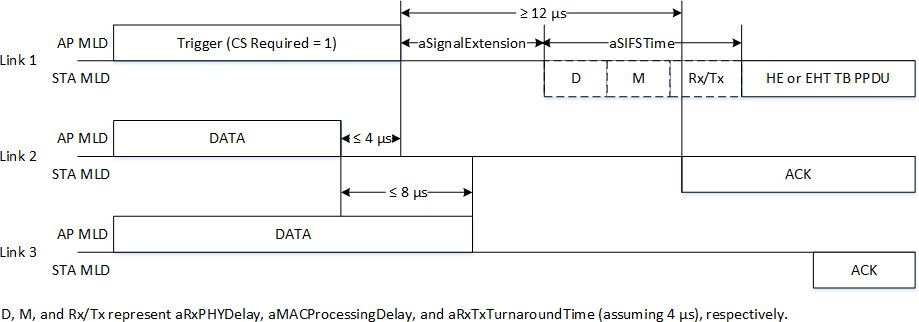 ≥ 12 µs
AP MLD Trigger (CS Required = 1) aSignalExtension aSIFSTime
Link 1
STA MLD D M Rx/Tx HE or EHT TB PPDU
AP MLD DATA ≤ 4 µs
Link 2
STA MLD ACK
≤ 8 µs
AP MLD DATA
Link 3
STA MLD ACK
D, M, and Rx/Tx represent aRxPHYDelay, aMACProcessingDelay, and aRxTxTurnaroundTime (assuming 4 µs), respectively.